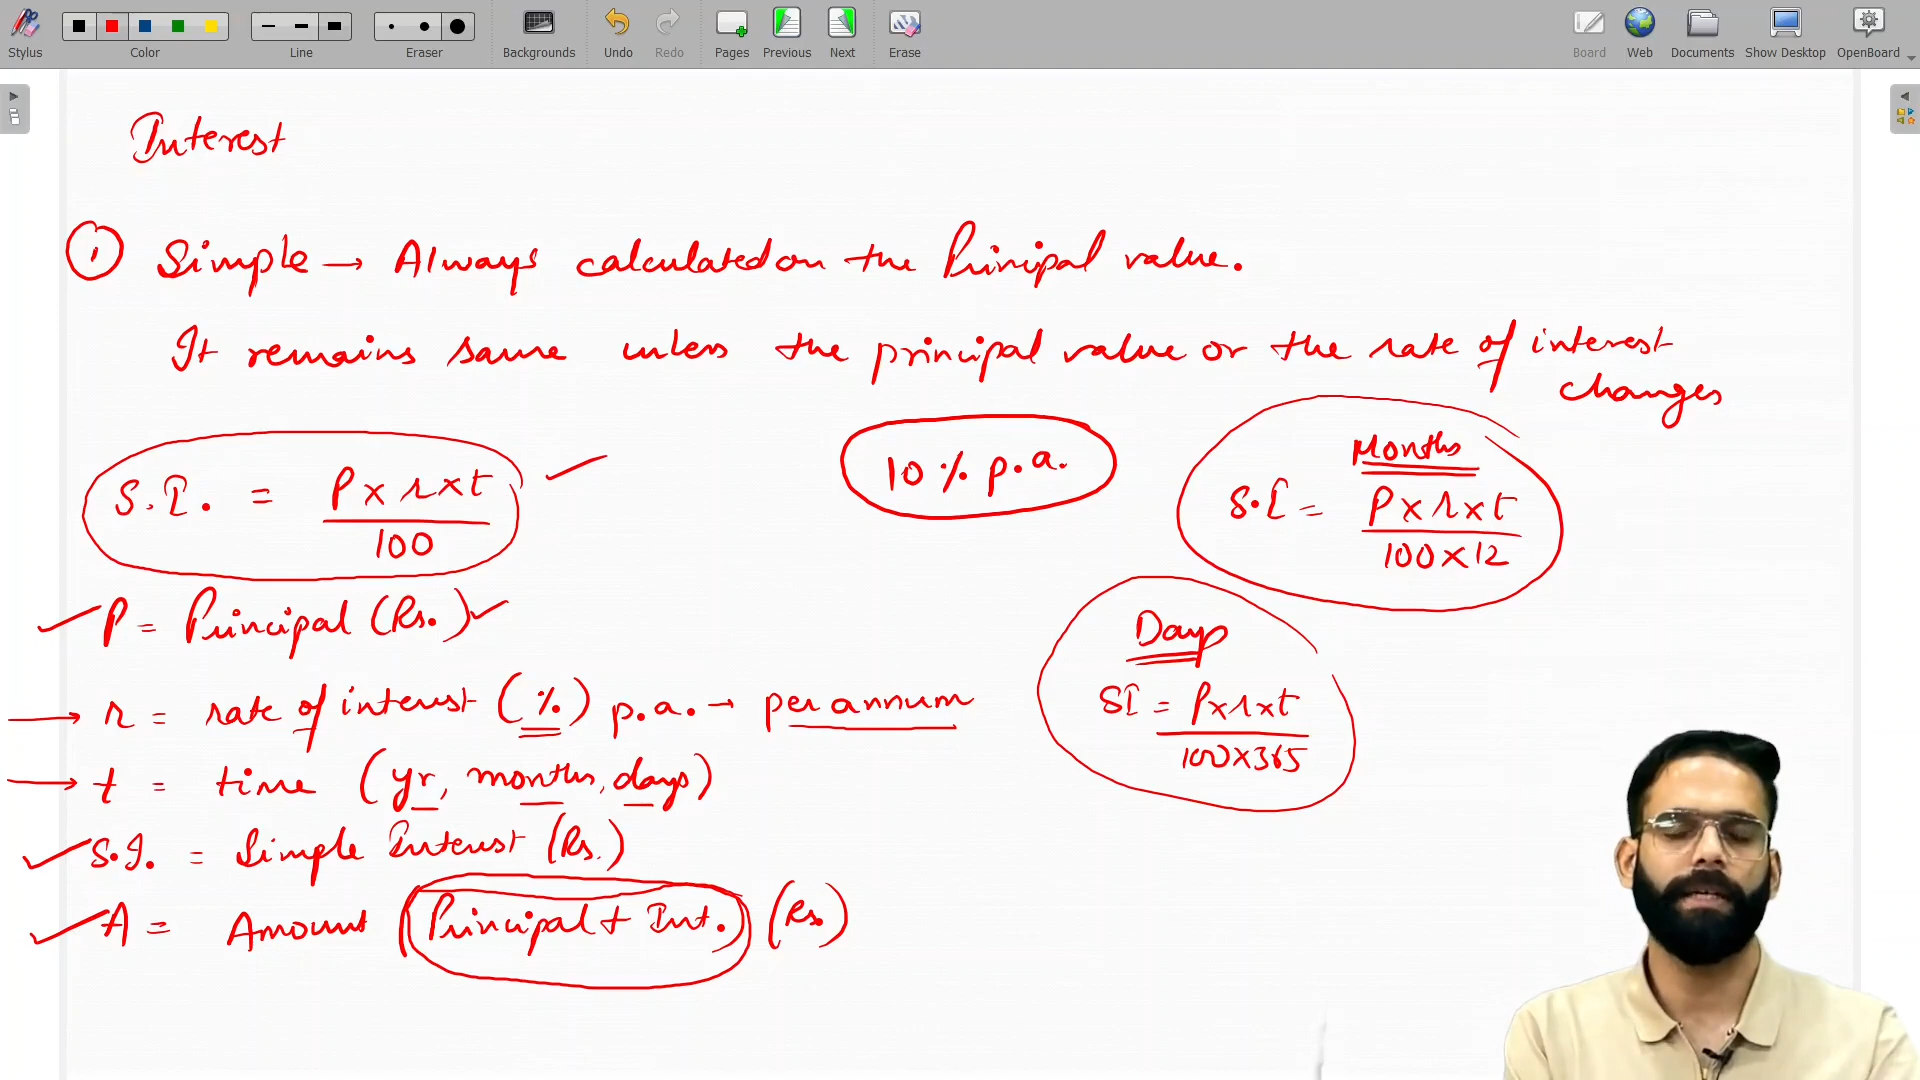 Stylus Color Line Eraser Backgrounds Undo Redo Pages Previous Next Erase Board Web Documents Show Desktop OpenBoard
Interest
1 Simple → Always calculated on the Principal value.
It remains same unless the principal value or the rate of interest
changes
S.I. = P x r x t
100
10 % p.a.
Months
S.I = P x r x t
100 x 12
P = Principal (Rs.)
Days
SI = P x r x t
100 x 365
r = rate of interest (%) p.a. → per annum
t = time (yr, months, days)
S.I. = Simple Interest (Rs.)
A = Amount (Principal + Int.) (Rs.)